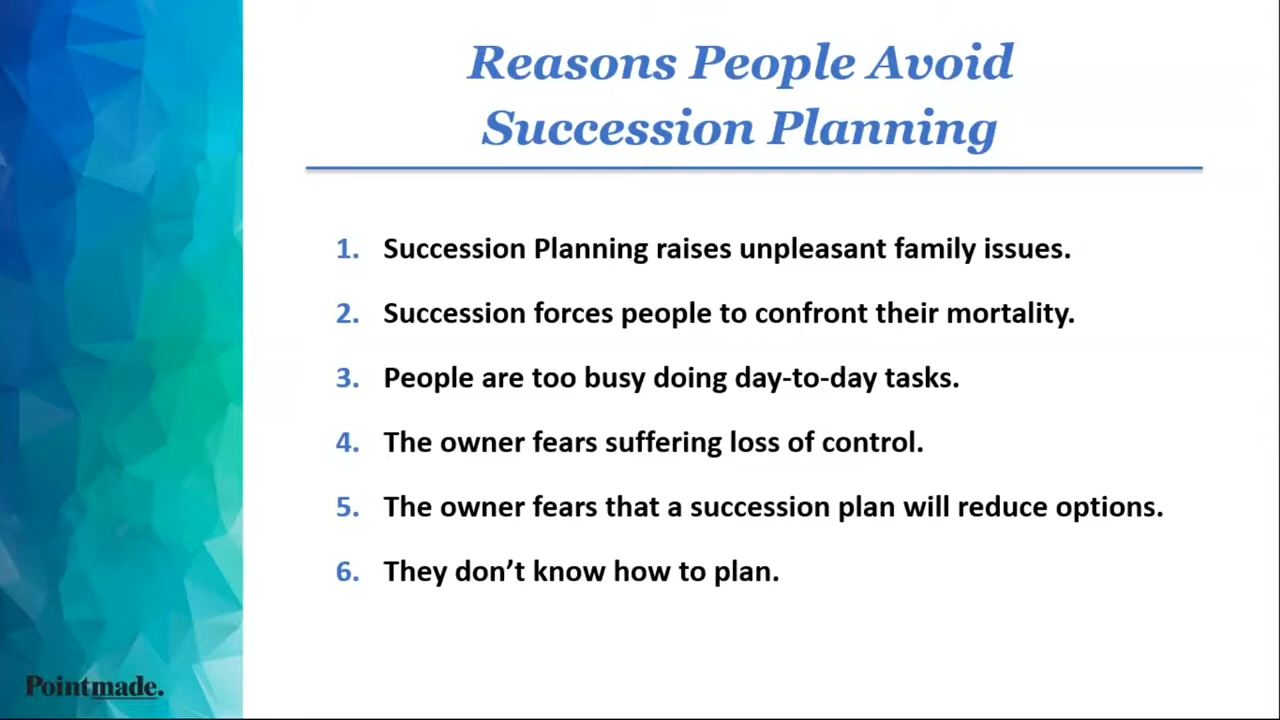 Reasons People Avoid
Succession Planning
1. Succession Planning raises unpleasant family issues.
2. Succession forces people to confront their mortality.
3. People are too busy doing day-to-day tasks.
4. The owner fears suffering loss of control.
5. The owner fears that a succession plan will reduce options.
6. They don’t know how to plan.
Pointmade.